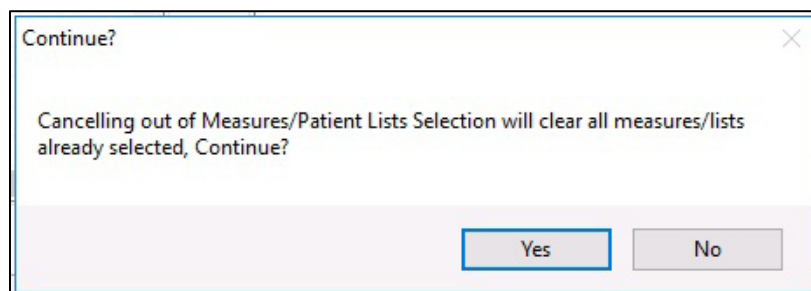 Continue?
Cancelling out of Measures/Patient Lists Selection will clear all measures/lists
already selected, Continue?
Yes
No